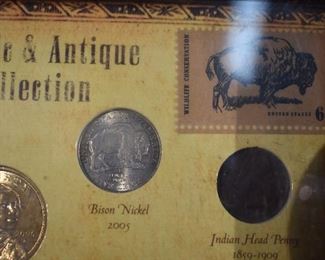 & Antique
llection
WILDLIFE CONSERVATION
UNITED STATES
6
Bison Nickel
2005
Indian Head Penny
1859-1909